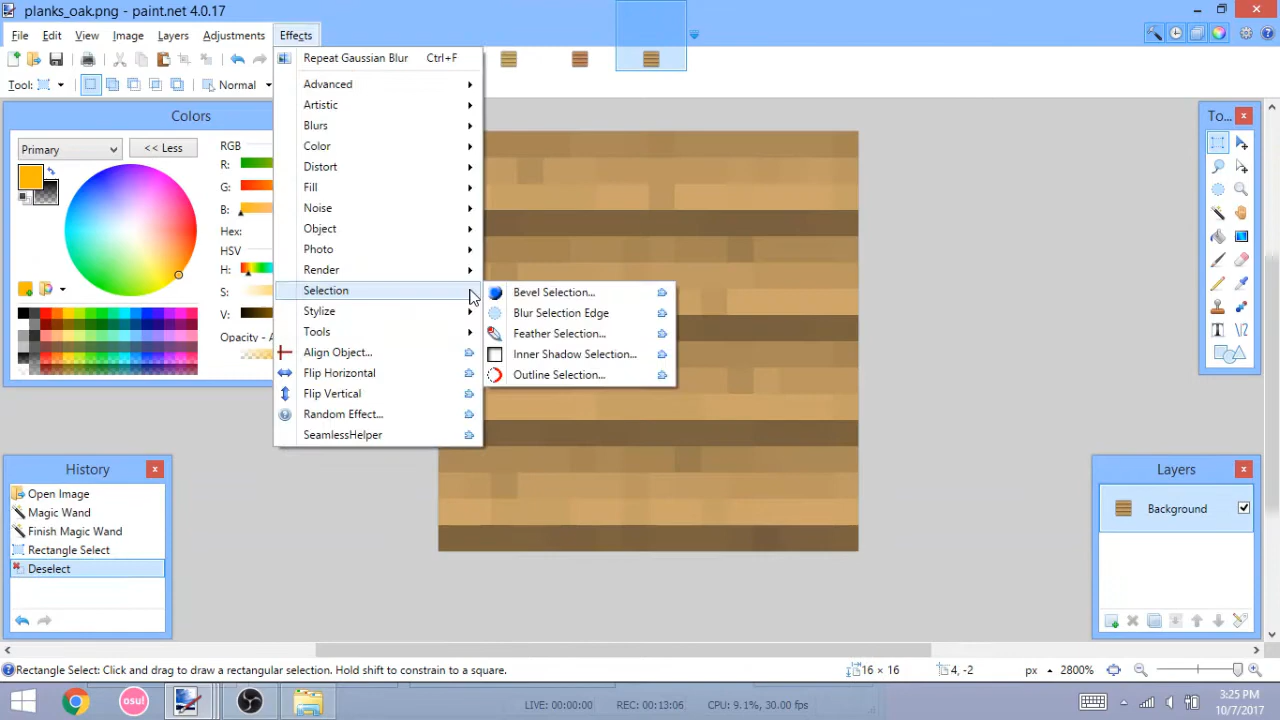 planks_oak.png - paint.net 4.0.17
File Edit View Image Layers Adjustments Effects
Tool: Normal
Repeat Gaussian Blur Ctrl+F
Advanced
Artistic
Blurs
Color
Distort
Fill
Noise
Object
Photo
Render
Selection
Stylize
Tools
Align Object...
Flip Horizontal
Flip Vertical
Random Effect...
SeamlessHelper
Bevel Selection...
Blur Selection Edge
Feather Selection...
Inner Shadow Selection...
Outline Selection...
Colors
Primary
<< Less
RGB
R:
G:
B:
Hex:
HSV
H:
S:
V:
Opacity -
To...
History
Open Image
Magic Wand
Finish Magic Wand
Rectangle Select
Deselect
Layers
Background
Rectangle Select: Click and drag to draw a rectangular selection. Hold shift to constrain to a square.
16 × 16
4, -2
px
2800%
osu!
LIVE: 00:00:00 REC: 00:13:06 CPU: 9.1%, 30.00 fps
3:25 PM
10/7/2017